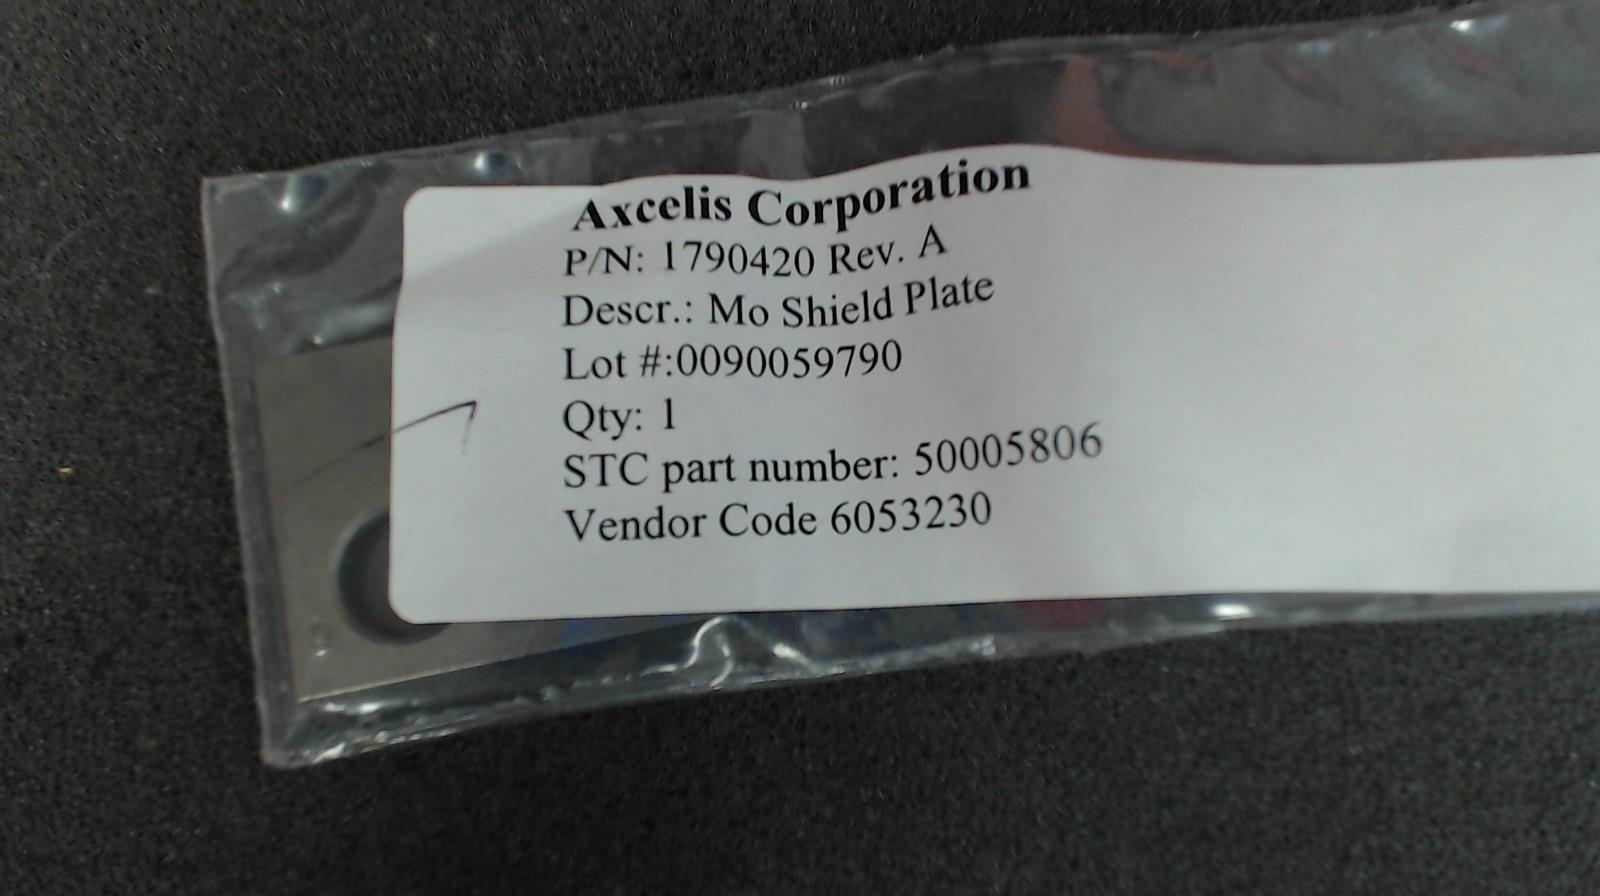 Axcelis Corporation
P/N: 1790420 Rev. A
Descr.: Mo Shield Plate
Lot #:0090059790
Qty: 1
STC part number: 50005806
Vendor Code 6053230